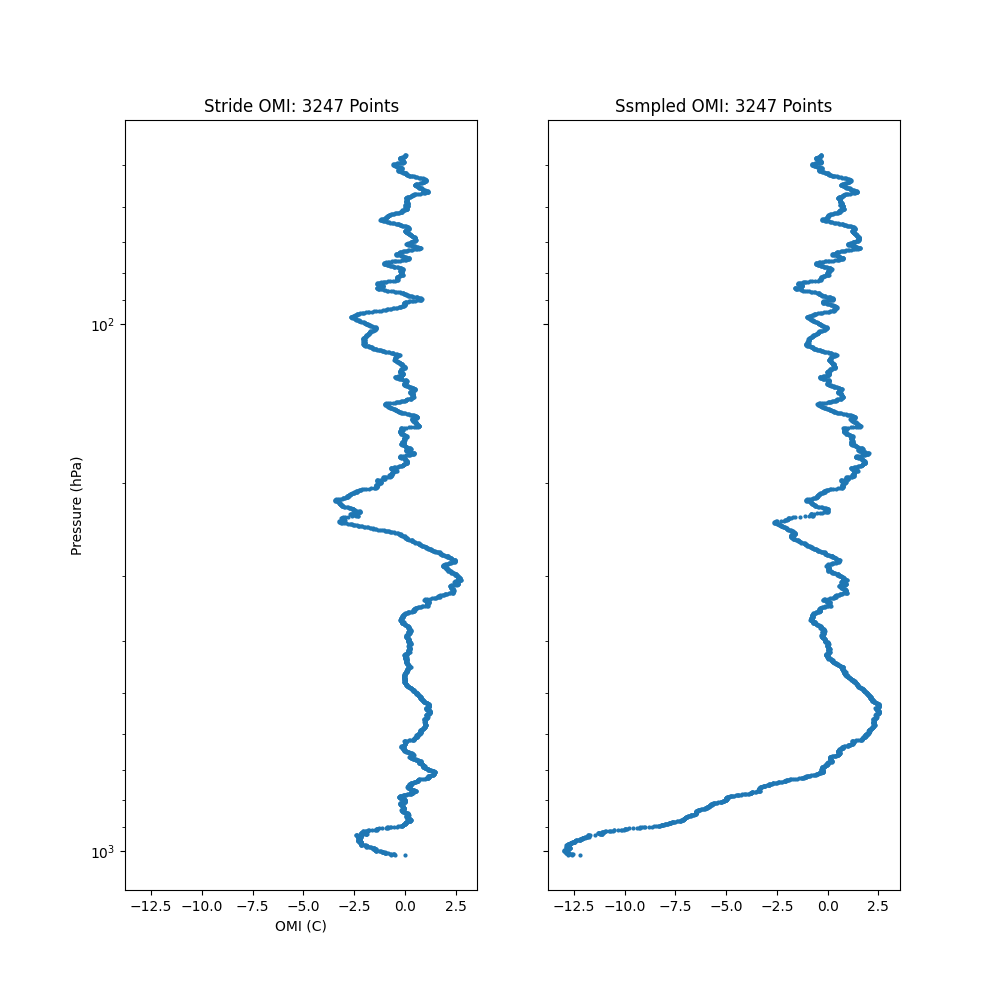 Stride OMI: 3247 Points
Ssmpled OMI: 3247 Points
Pressure (hPa)
10²
10³
−12.5 −10.0 −7.5 −5.0 −2.5 0.0 2.5
−12.5 −10.0 −7.5 −5.0 −2.5 0.0 2.5
OMI (C)